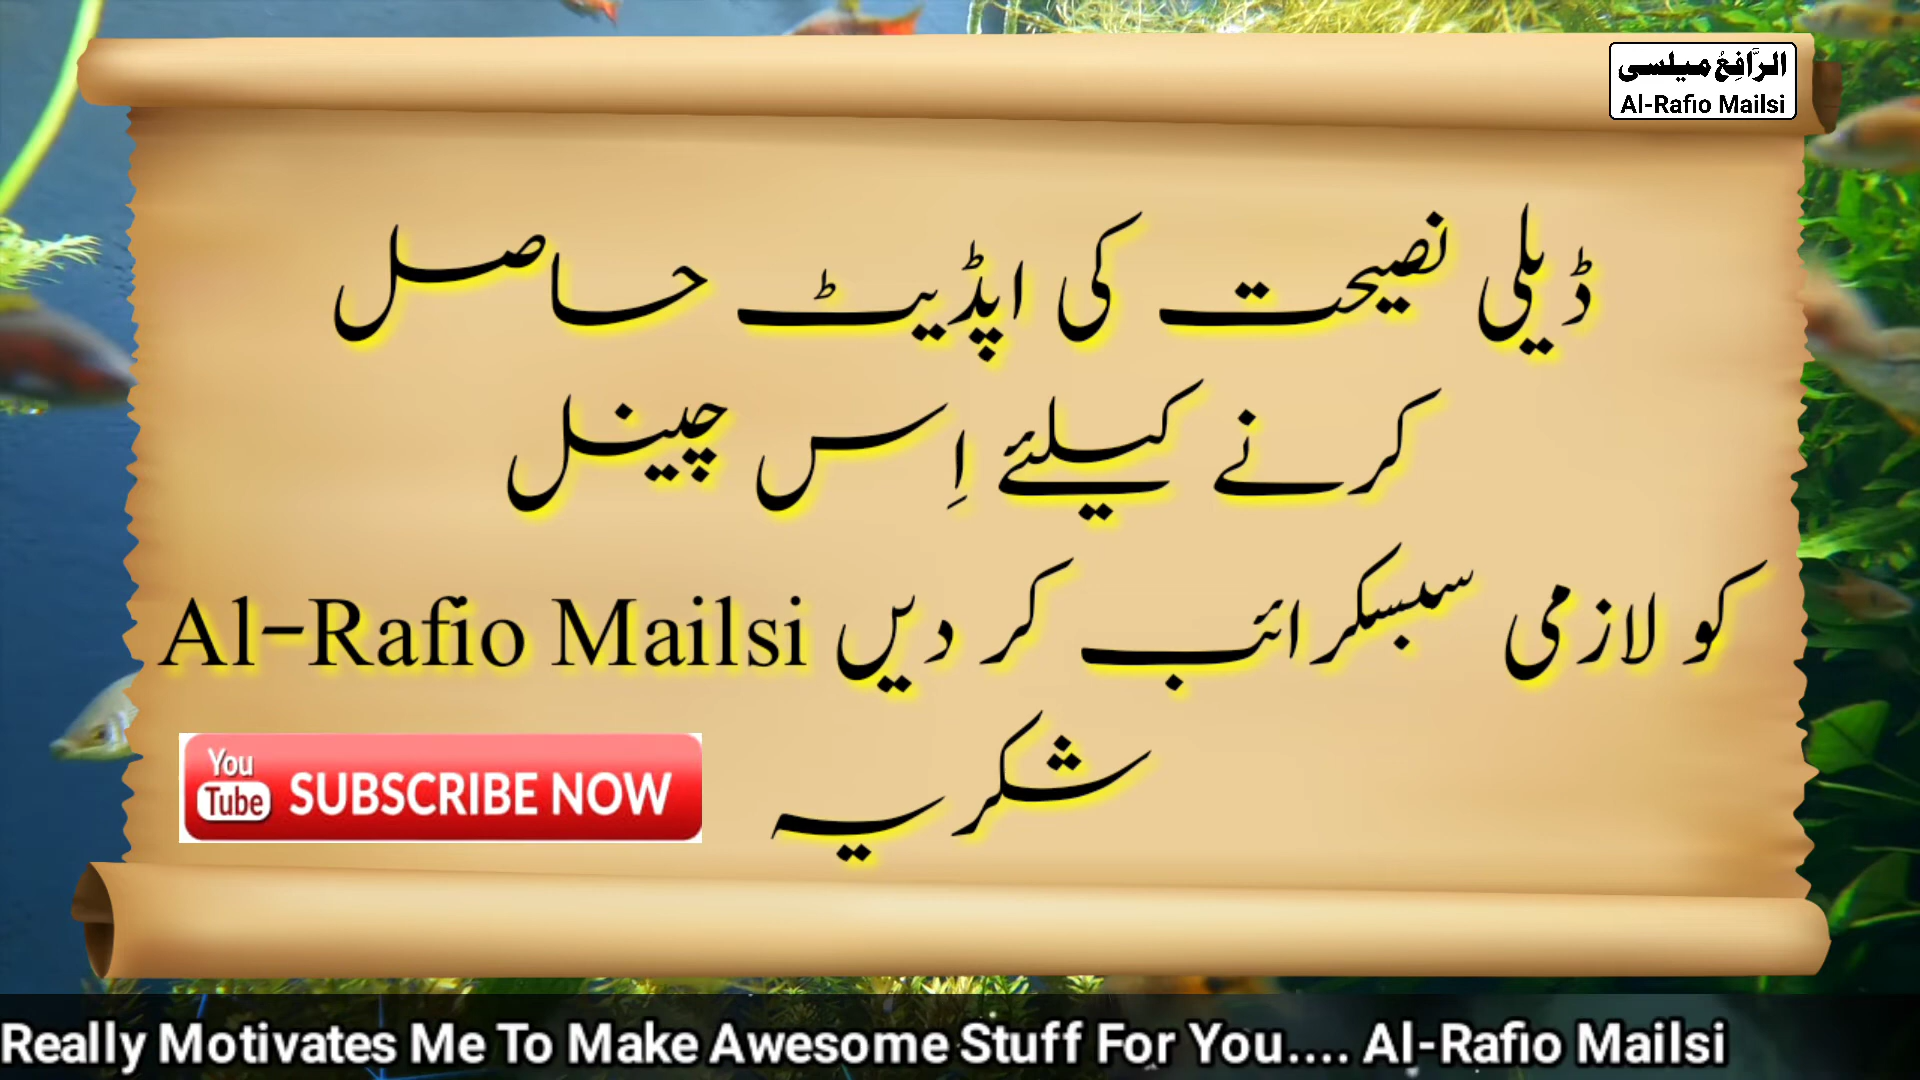 الرَّافِعُ میلسی
Al-Rafio Mailsi
ڈیلی نصیحت کی اپڈیٹ حاصل
کرنے کیلئے اِس چینل
کو لازمی سبسکرائب کر دیں Al-Rafio Mailsi
شکریہ
You Tube SUBSCRIBE NOW
Really Motivates Me To Make Awesome Stuff For You.... Al-Rafio Mailsi